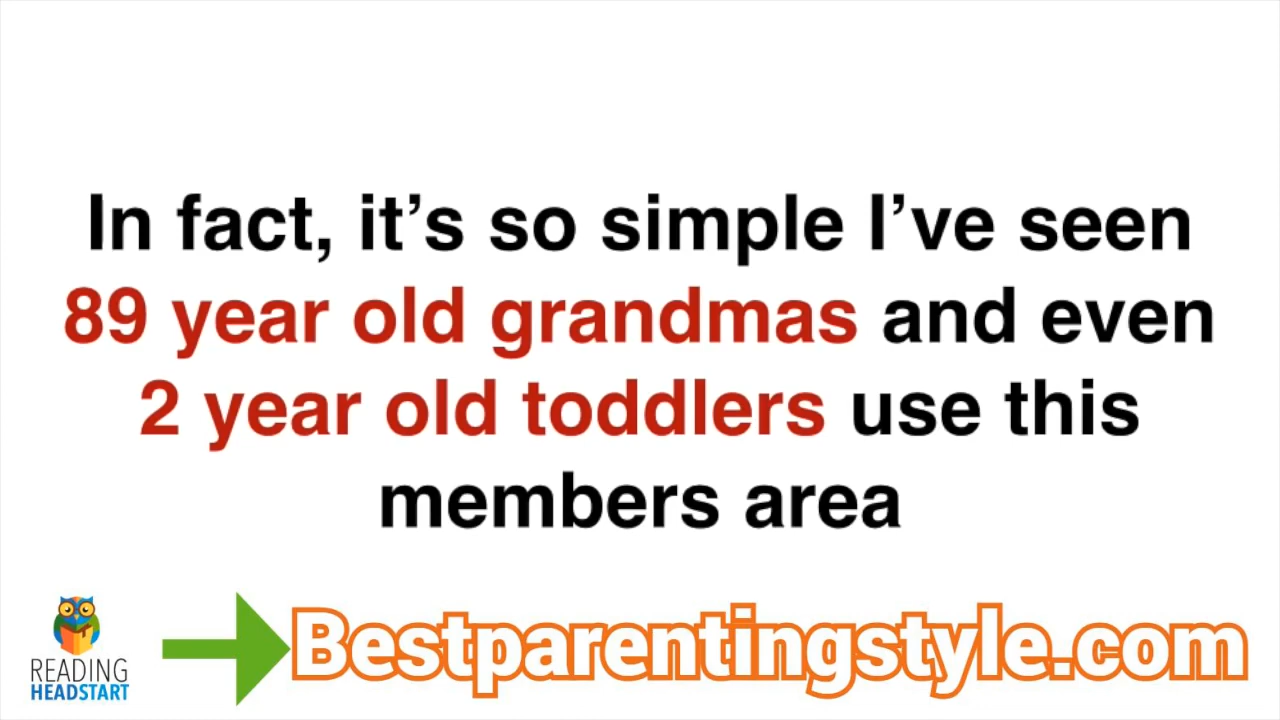 In fact, it’s so simple I’ve seen
89 year old grandmas and even
2 year old toddlers use this
members area
READING
HEADSTART
Bestparentingstyle.com